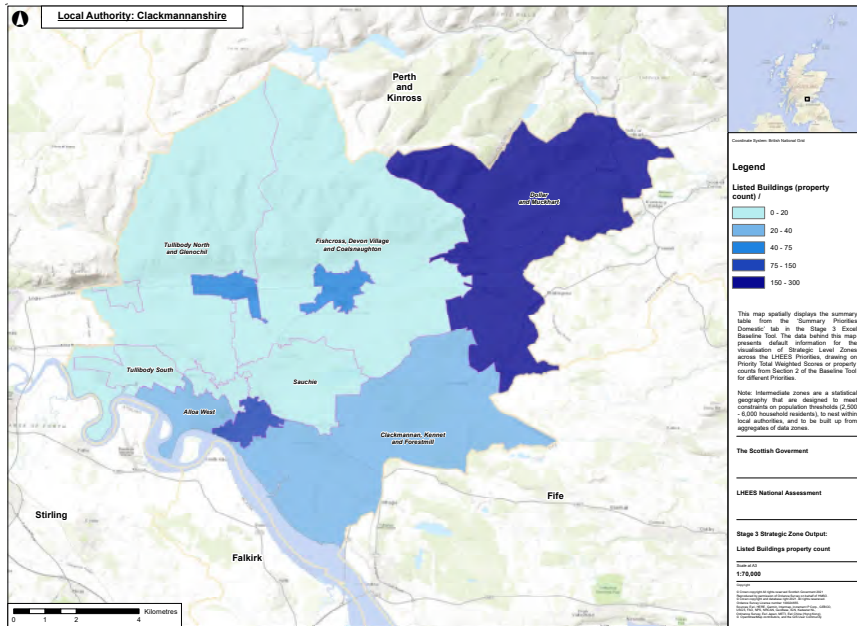 Local Authority: Clackmannanshire
Perth
and
Kinross
Dollar
and Muckhart
Tullibody North
and Glenochil
Fishcross, Devon Village
and Coalsnaughton
Tullibody South
Sauchie
Alloa West
Clackmannan, Kennet
and Forestmill
Stirling
Falkirk
Fife
0 1 2 4
Kilometres
Coordinate System: British National Grid
Legend
Listed Buildings (property
count) /
0 - 20
20 - 40
40 - 75
75 - 150
150 - 300
This map spatially displays the summary
table from the 'Summary Priorities
Domestic' tab in the Stage 3 Excel
Baseline Tool. The data behind this map
presents default information for the
visualisation of Strategic Level Zones
across the LHEES Priorities, drawing on
Priority Total Weighted Scores or property
counts from Section 2 of the Baseline Tool
for different Priorities.
Note: Intermediate zones are a statistical
geography that are designed to meet
constraints on population thresholds (2,500
- 6,000 household residents), to nest within
local authorities, and to be built up from
aggregates of data zones.
The Scottish Goverment
LHEES National Assessment
Stage 3 Strategic Zone Output:
Listed Buildings property count
Scale at A3
1:70,000
Copyright